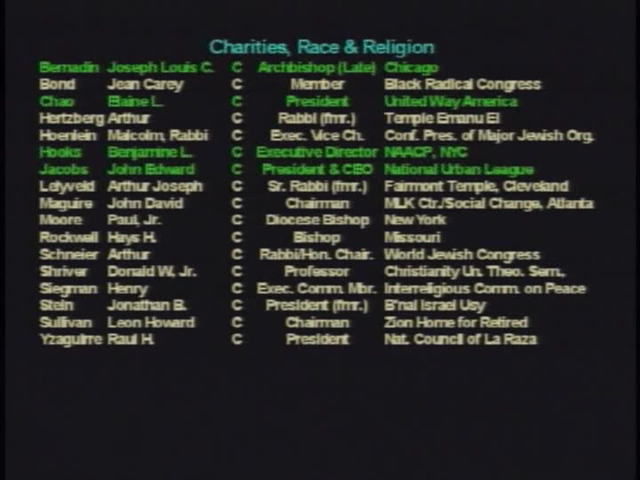 Charities, Race & Religion
Bernadin Joseph Louis C. C Archbishop (Late) Chicago
Bond Jean Carey C Member Black Radical Congress
Chao Elaine L. C President United Way America
Hertzberg Arthur C Rabbi (fmr.) Temple Emanu El
Hoenlein Malcolm, Rabbi C Exec. Vice Ch. Conf. Pres. of Major Jewish Org.
Hooks Benjamine L. C Executive Director NAACP, NYC
Jacobs John Edward C President & CEO National Urban League
Lelyveld Arthur Joseph C Sr. Rabbi (fmr.) Fairmont Temple, Cleveland
Maguire John David C Chairman MLK Ctr./Social Change, Atlanta
Moore Paul, Jr. C Diocese Bishop New York
Rockwell Hays H. C Bishop Missouri
Schneier Arthur C Rabbi/Hon. Chair. World Jewish Congress
Shriver Donald W, Jr. C Professor Christianity Un. Theo. Sem.,
Siegman Henry C Exec. Comm. Mbr. Interreligious Comm. on Peace
Stein Jonathan B. C President (fmr.) B'nai Israel Usy
Sullivan Leon Howard C Chairman Zion Home for Retired
Yzaguirre Raul H. C President Nat. Council of La Raza